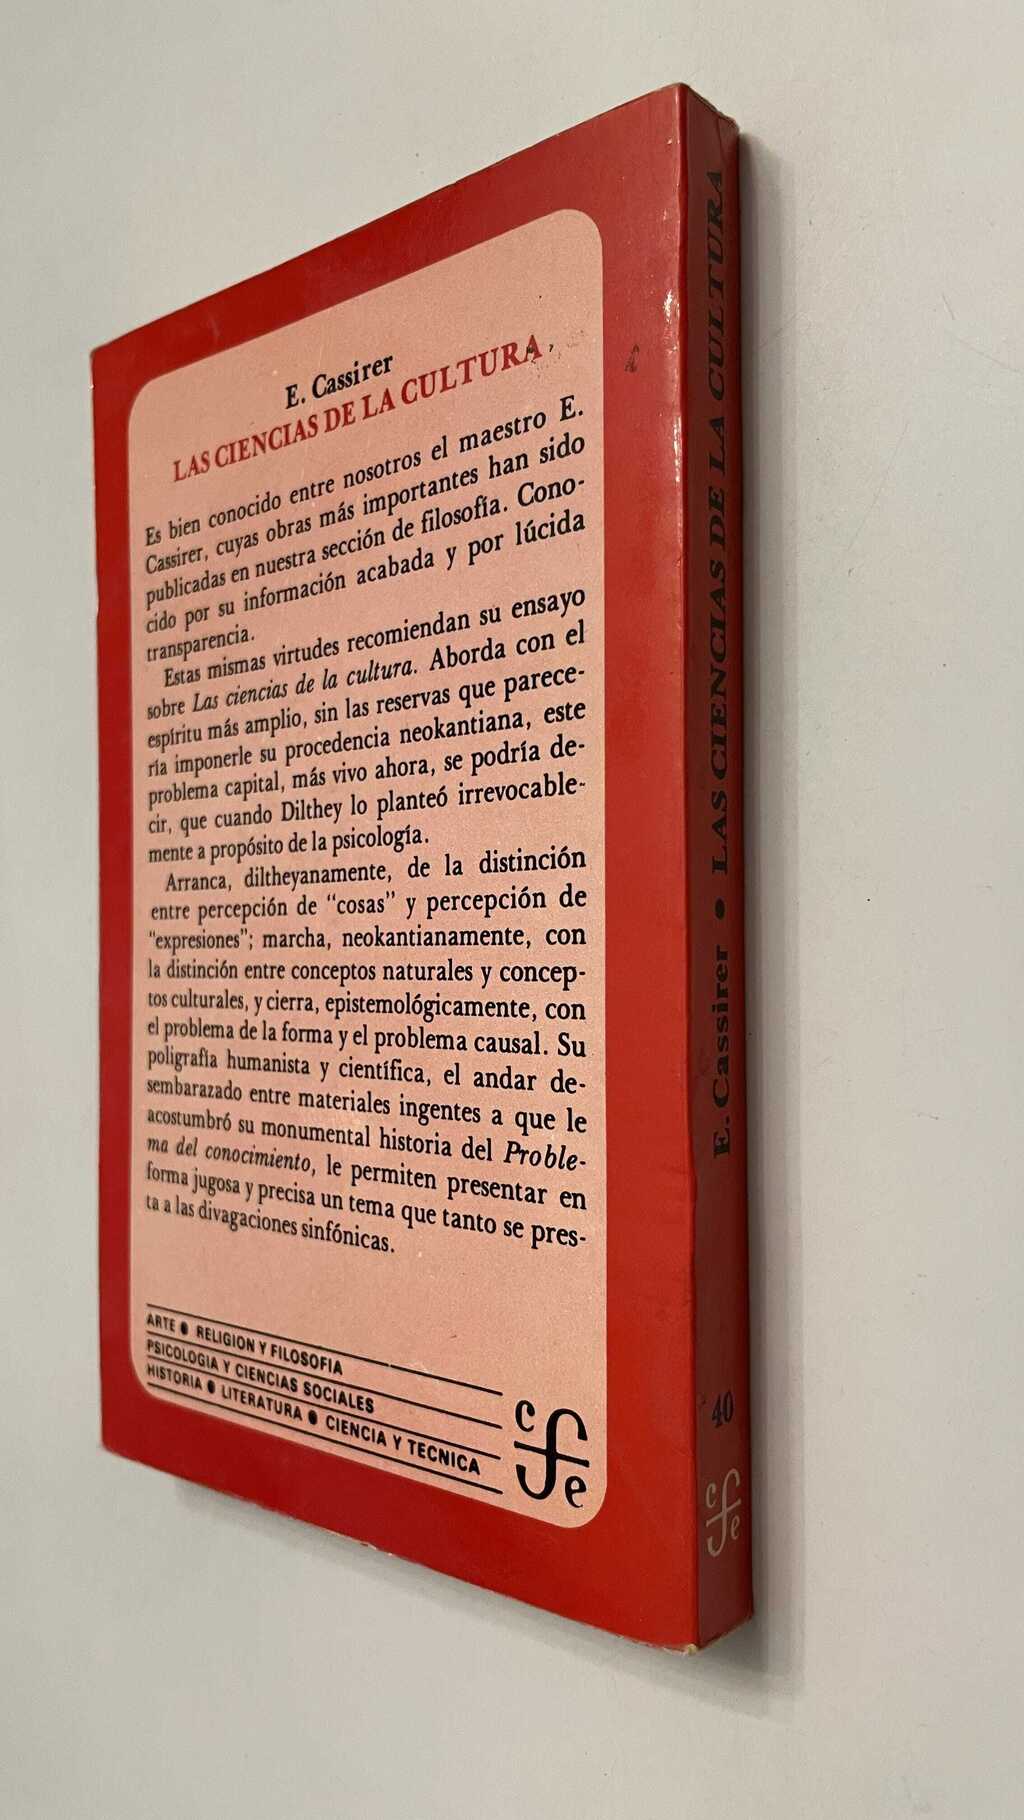 E. Cassirer
LAS CIENCIAS DE LA CULTURA
Es bien conocido entre nosotros el maestro E.
Cassirer, cuyas obras más importantes han sido
publicadas en nuestra sección de filosofía. Cono-
cido por su información acabada y por lúcida
transparencia.
Estas mismas virtudes recomiendan su ensayo
sobre Las ciencias de la cultura. Aborda con el
espíritu más amplio, sin las reservas que parece-
ría imponerle su procedencia neokantiana, este
problema capital, más vivo ahora, se podría de-
cir, que cuando Dilthey lo planteó irrevocable-
mente a propósito de la psicología.
Arranca, diltheyanamente, de la distinción
entre percepción de "cosas" y percepción de
"expresiones"; marcha, neokantianamente, con
la distinción entre conceptos naturales y concep-
tos culturales, y cierra, epistemológicamente, con
el problema de la forma y el problema causal. Su
poligrafía humanista y científica, el andar de-
sembarazado entre materiales ingentes a que le
acostumbró su monumental historia del Proble-
ma del conocimiento, le permiten presentar en
forma jugosa y precisa un tema que tanto se pres-
ta a las divagaciones sinfónicas.
ARTE ● RELIGION Y FILOSOFIA
PSICOLOGIA Y CIENCIAS SOCIALES
HISTORIA ● LITERATURA ● CIENCIA Y TECNICA
cfe
E. Cassirer ● LAS CIENCIAS DE LA CULTURA
40
cfe